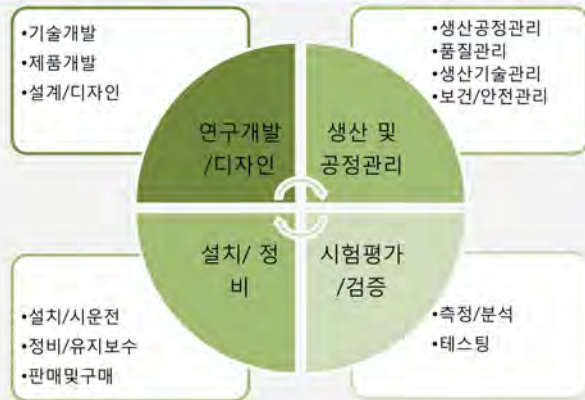 •기술개발
•제품개발
•설계/디자인
•생산공정관리
•품질관리
•생산기술관리
•보건/안전관리
연구개발
/디자인
생산 및
공정관리
설치/ 정
비
시험평가
/검증
•설치/시운전
•정비/유지보수
•판매및구매
•측정/분석
•테스팅